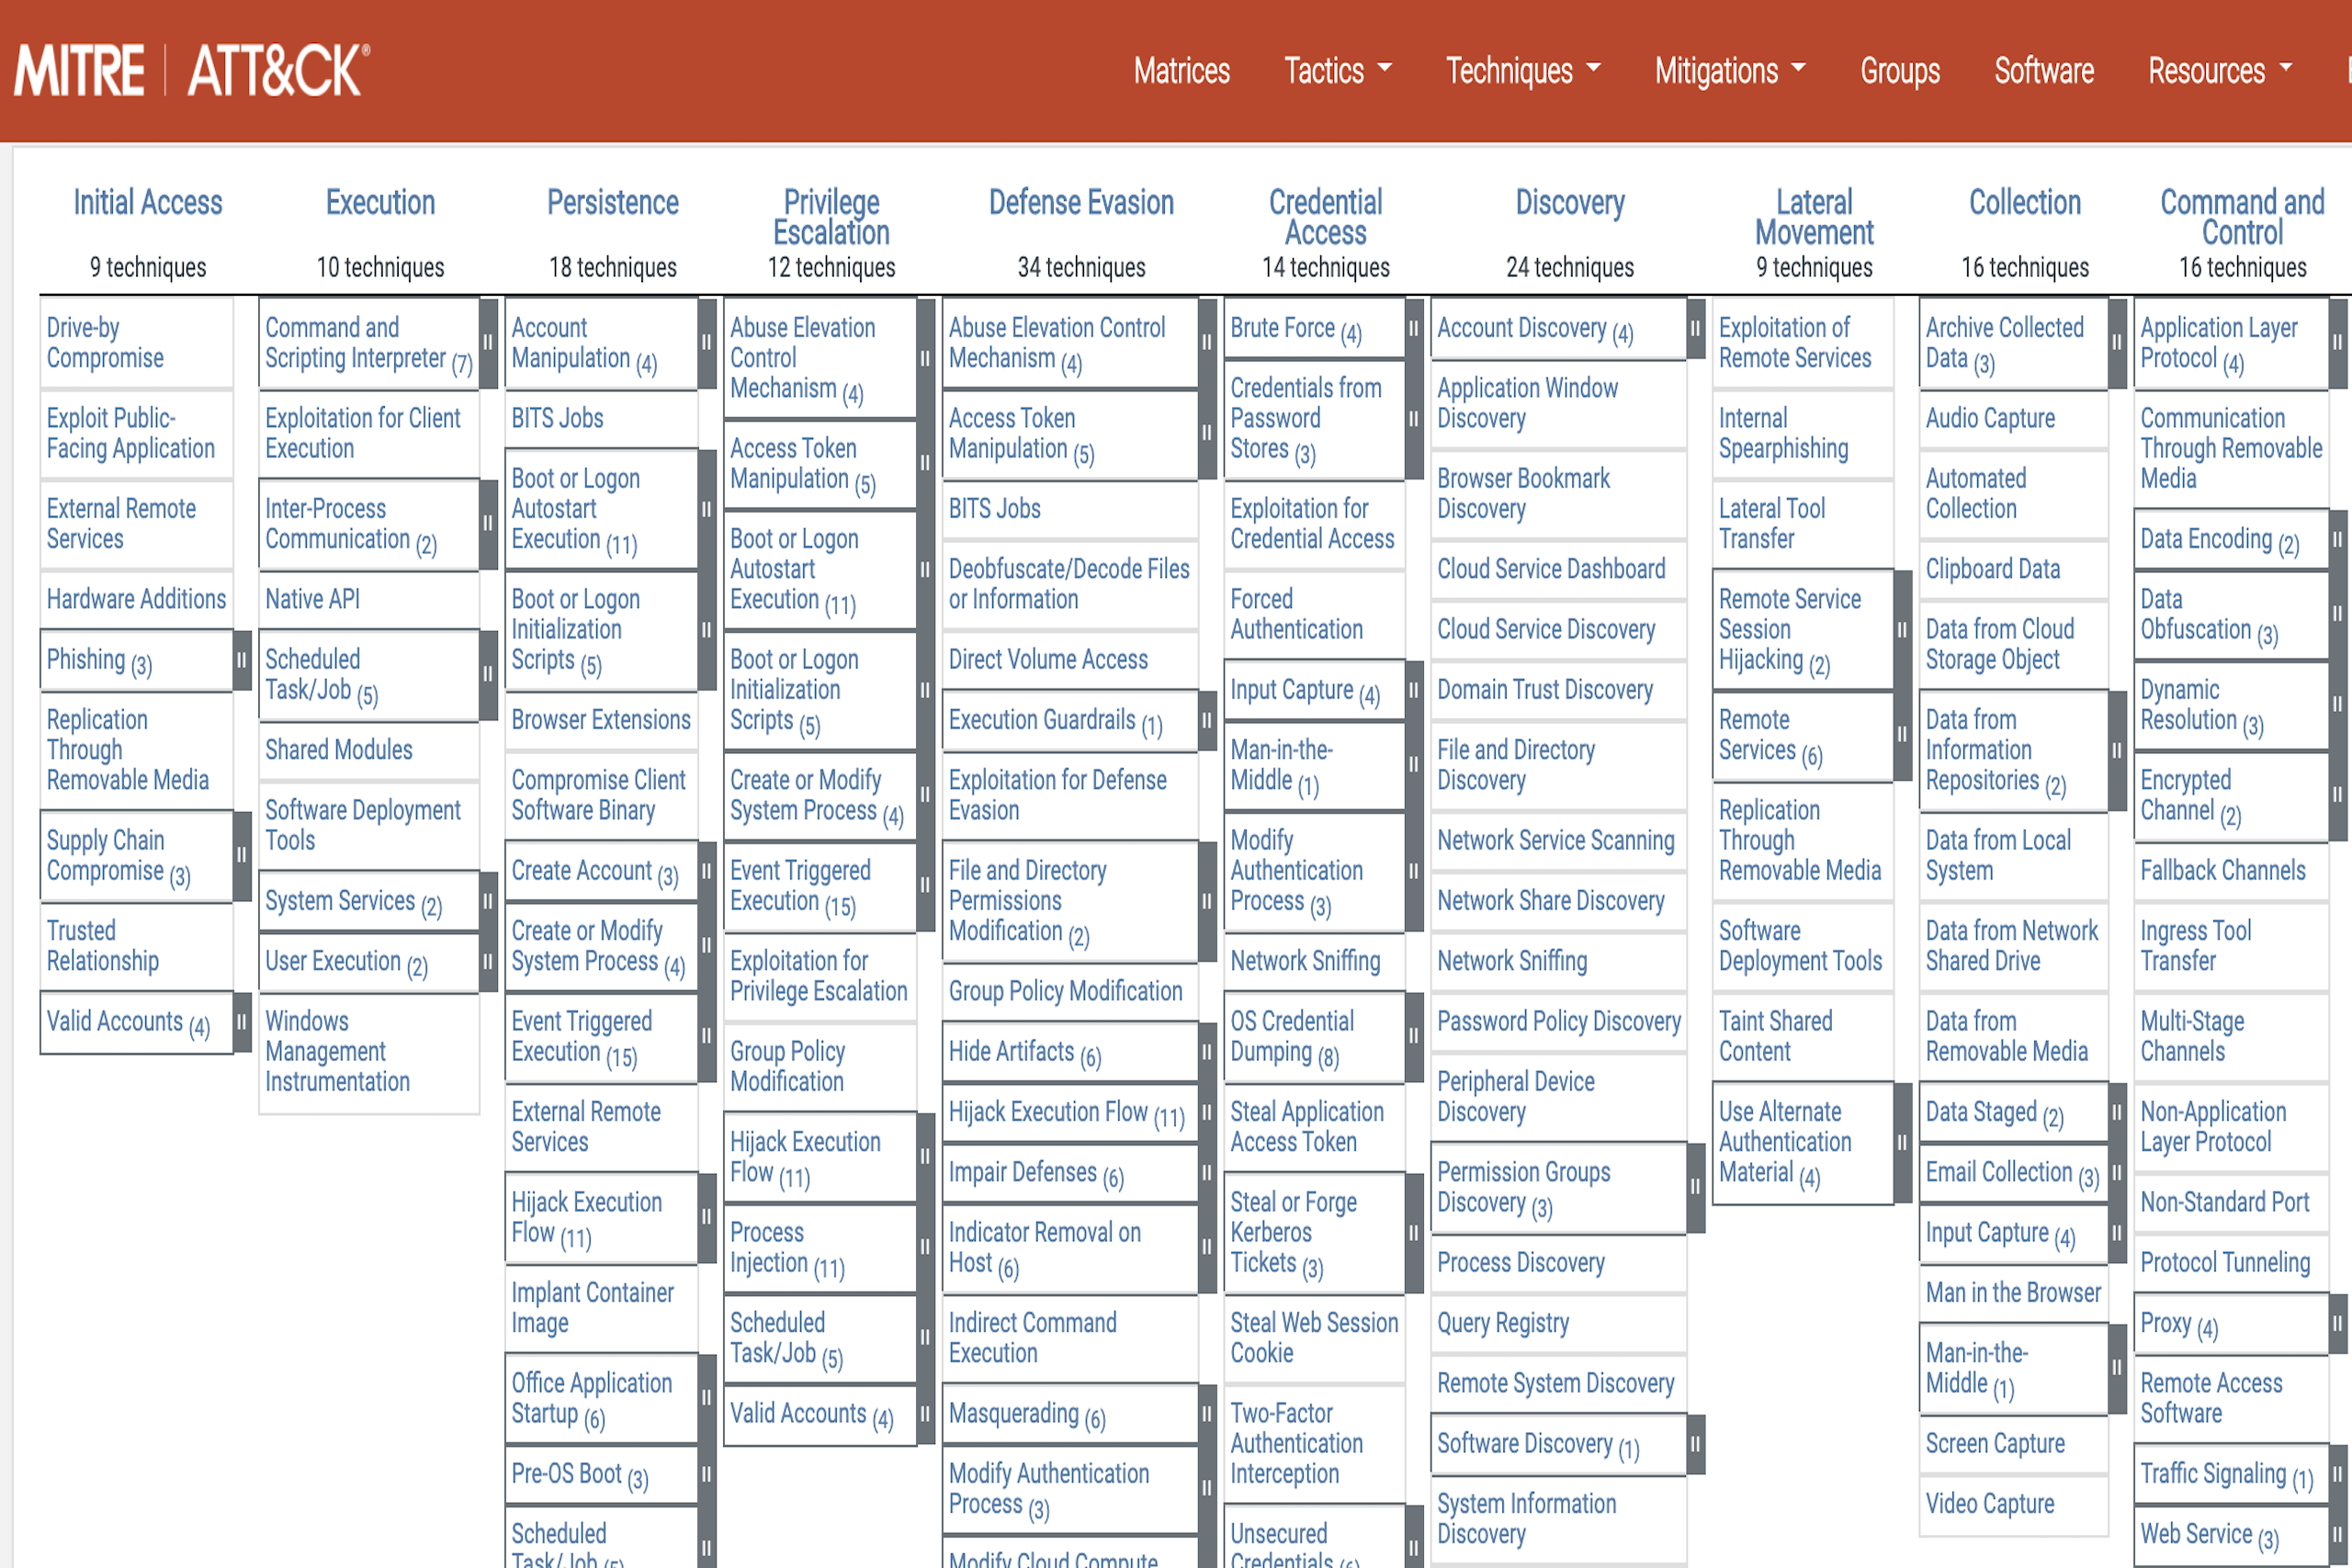 MITRE | ATT&CK®
Matrices
Tactics
Techniques
Mitigations
Groups
Software
Resources
Initial Access
9 techniques
Drive-by
Compromise
Exploit Public-
Facing Application
External Remote
Services
Hardware Additions
Phishing (3)
Replication
Through
Removable Media
Supply Chain
Compromise (3)
Trusted
Relationship
Valid Accounts (4)
Execution
10 techniques
Command and
Scripting Interpreter (7)
Exploitation for Client
Execution
Inter-Process
Communication (2)
Native API
Scheduled
Task/Job (5)
Shared Modules
Software Deployment
Tools
System Services (2)
User Execution (2)
Windows
Management
Instrumentation
Persistence
18 techniques
Account
Manipulation (4)
BITS Jobs
Boot or Logon
Autostart
Execution (11)
Boot or Logon
Initialization
Scripts (5)
Browser Extensions
Compromise Client
Software Binary
Create Account (3)
Create or Modify
System Process (4)
Event Triggered
Execution (15)
External Remote
Services
Hijack Execution
Flow (11)
Implant Container
Image
Office Application
Startup (6)
Pre-OS Boot (3)
Scheduled
Task/Job (5)
Privilege
Escalation
12 techniques
Abuse Elevation
Control
Mechanism (4)
Access Token
Manipulation (5)
Boot or Logon
Autostart
Execution (11)
Boot or Logon
Initialization
Scripts (5)
Create or Modify
System Process (4)
Event Triggered
Execution (15)
Exploitation for
Privilege Escalation
Group Policy
Modification
Hijack Execution
Flow (11)
Process
Injection (11)
Scheduled
Task/Job (5)
Valid Accounts (4)
Defense Evasion
34 techniques
Abuse Elevation Control
Mechanism (4)
Access Token
Manipulation (5)
BITS Jobs
Deobfuscate/Decode Files
or Information
Direct Volume Access
Execution Guardrails (1)
Exploitation for Defense
Evasion
File and Directory
Permissions
Modification (2)
Group Policy Modification
Hide Artifacts (6)
Hijack Execution Flow (11)
Impair Defenses (6)
Indicator Removal on
Host (6)
Indirect Command
Execution
Masquerading (6)
Modify Authentication
Process (3)
Modify Cloud Compute
Credential
Access
14 techniques
Brute Force (4)
Credentials from
Password
Stores (3)
Exploitation for
Credential Access
Forced
Authentication
Input Capture (4)
Man-in-the-
Middle (1)
Modify
Authentication
Process (3)
Network Sniffing
OS Credential
Dumping (8)
Steal Application
Access Token
Steal or Forge
Kerberos
Tickets (3)
Steal Web Session
Cookie
Two-Factor
Authentication
Interception
Unsecured
Credentials (6)
Discovery
24 techniques
Account Discovery (4)
Application Window
Discovery
Browser Bookmark
Discovery
Cloud Service Dashboard
Cloud Service Discovery
Domain Trust Discovery
File and Directory
Discovery
Network Service Scanning
Network Share Discovery
Network Sniffing
Password Policy Discovery
Peripheral Device
Discovery
Permission Groups
Discovery (3)
Process Discovery
Query Registry
Remote System Discovery
Software Discovery (1)
System Information
Discovery
Lateral
Movement
9 techniques
Exploitation of
Remote Services
Internal
Spearphishing
Lateral Tool
Transfer
Remote Service
Session
Hijacking (2)
Remote
Services (6)
Replication
Through
Removable Media
Software
Deployment Tools
Taint Shared
Content
Use Alternate
Authentication
Material (4)
Collection
16 techniques
Archive Collected
Data (3)
Audio Capture
Automated
Collection
Clipboard Data
Data from Cloud
Storage Object
Data from
Information
Repositories (2)
Data from Local
System
Data from Network
Shared Drive
Data from
Removable Media
Data Staged (2)
Email Collection (3)
Input Capture (4)
Man in the Browser
Man-in-the-
Middle (1)
Screen Capture
Video Capture
Command and
Control
16 techniques
Application Layer
Protocol (4)
Communication
Through Removable
Media
Data Encoding (2)
Data
Obfuscation (3)
Dynamic
Resolution (3)
Encrypted
Channel (2)
Fallback Channels
Ingress Tool
Transfer
Multi-Stage
Channels
Non-Application
Layer Protocol
Non-Standard Port
Protocol Tunneling
Proxy (4)
Remote Access
Software
Traffic Signaling (1)
Web Service (3)